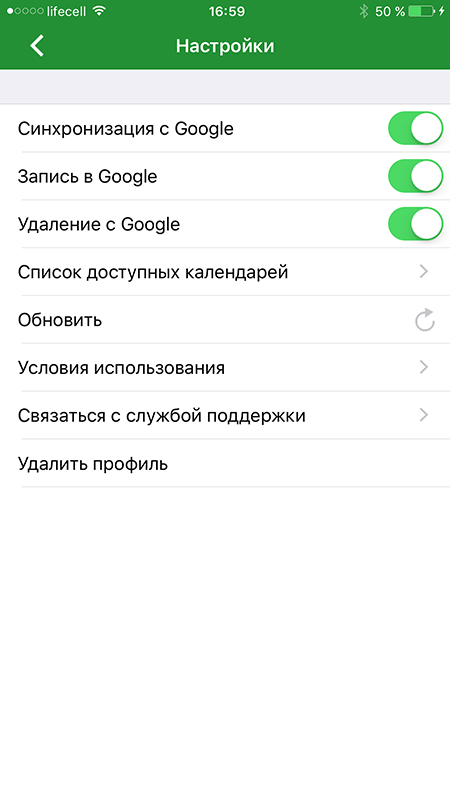 lifecell 16:59 50 %
Настройки
Синхронизация с Google
Запись в Google
Удаление с Google
Список доступных календарей
Обновить
Условия использования
Связаться с службой поддержки
Удалить профиль